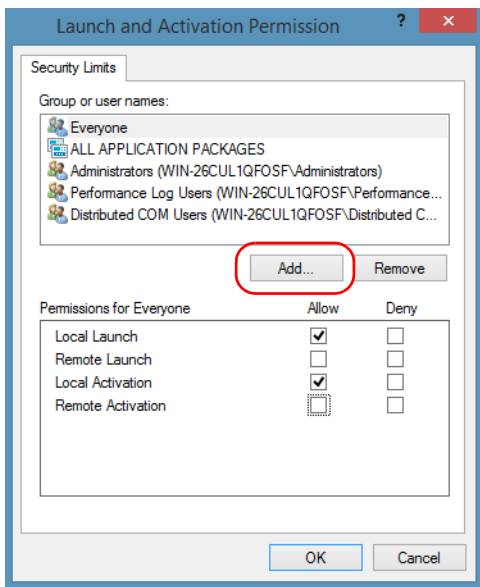 Launch and Activation Permission ? ×
Security Limits
Group or user names:
Everyone
ALL APPLICATION PACKAGES
Administrators (WIN-26CUL1QFOSF\Administrators)
Performance Log Users (WIN-26CUL1QFOSF\Performance...
Distributed COM Users (WIN-26CUL1QFOSF\Distributed C...
Add... Remove
Permissions for Everyone Allow Deny
Local Launch
Remote Launch
Local Activation
Remote Activation
OK Cancel